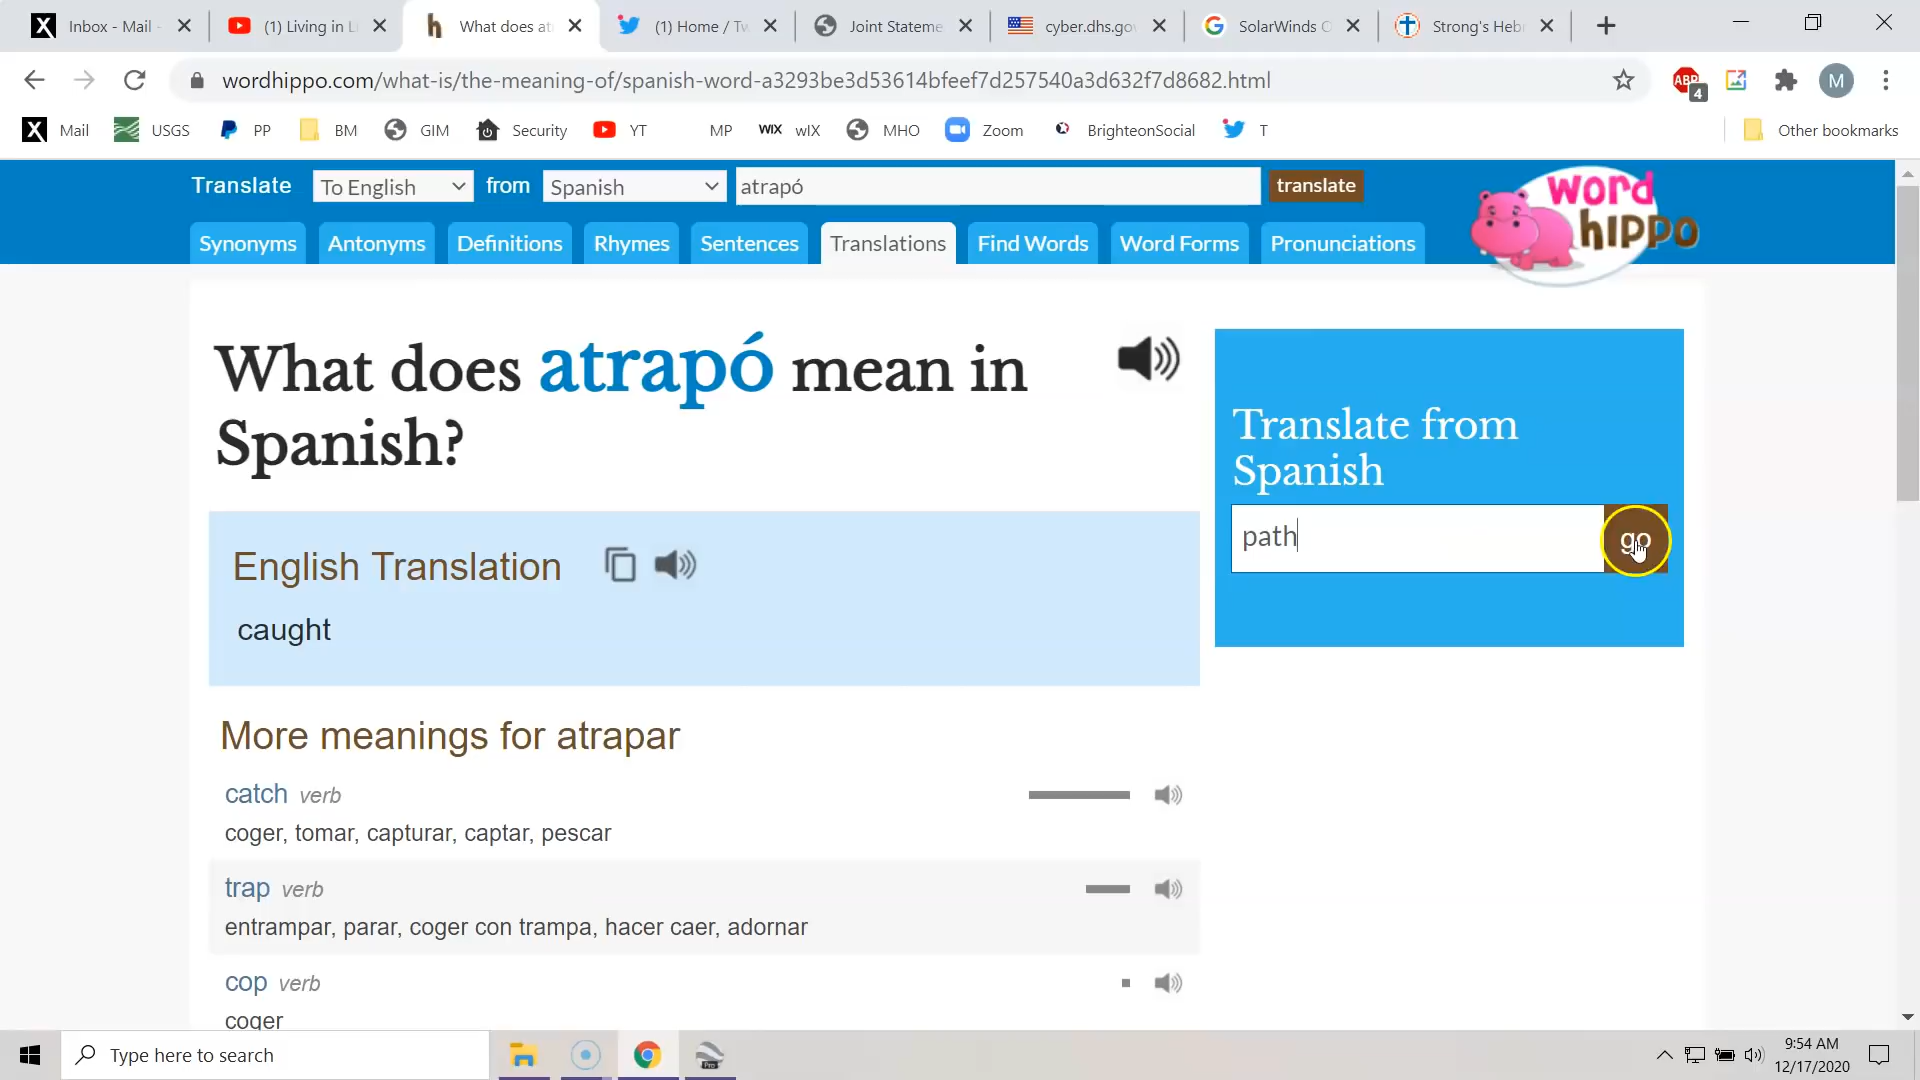 Inbox - Mail -
(1) Living in Li
What does at
(1) Home / Tw
Joint Stateme
cyber.dhs.gov
SolarWinds O
Strong's Heb
wordhippo.com/what-is/the-meaning-of/spanish-word-a3293be3d53614bfeef7d257540a3d632f7d8682.html
ABP
4
M
X Mail
USGS
PP
BM
GIM
Security
YT
MP
WIX wIX
MHO
Zoom
BrighteonSocial
T
Other bookmarks
Translate To English from Spanish atrapó translate
Synonyms Antonyms Definitions Rhymes Sentences Translations Find Words Word Forms Pronunciations
word
hippo
What does atrapó mean in
Spanish?
Translate from
Spanish
path go
English Translation
caught
More meanings for atrapar
catch verb
coger, tomar, capturar, captar, pescar
trap verb
entrampar, parar, coger con trampa, hacer caer, adornar
cop verb
coger
Type here to search
9:54 AM
12/17/2020